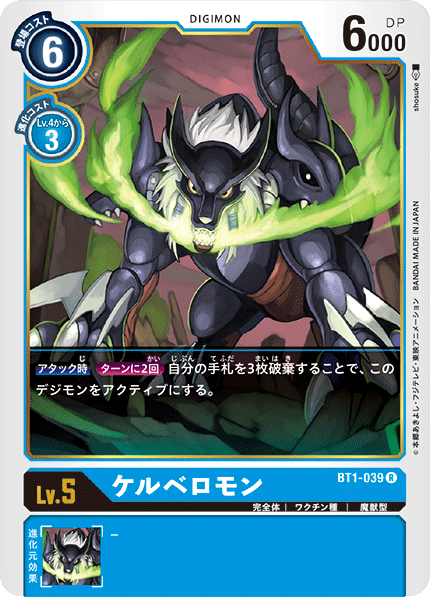 DIGIMON
登場コスト
6
進化コスト
Lv.4から
3
DP
6000
shosuke
©本郷あきよし・フジテレビ・東映アニメーション BANDAI MADE IN JAPAN
アタック時 ターンに2回 自分の手札を3枚破棄することで、この
デジモンをアクティブにする。
BT1-039 R
Lv.5 ケルベロモン
完全体 | ワクチン種 | 魔獣型
進化元効果
–